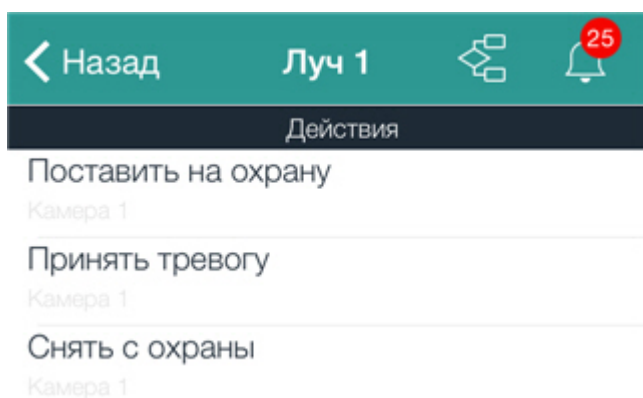 Назад Луч 1 25
Действия
Поставить на охрану
Камера 1
Принять тревогу
Камера 1
Снять с охраны
Камера 1